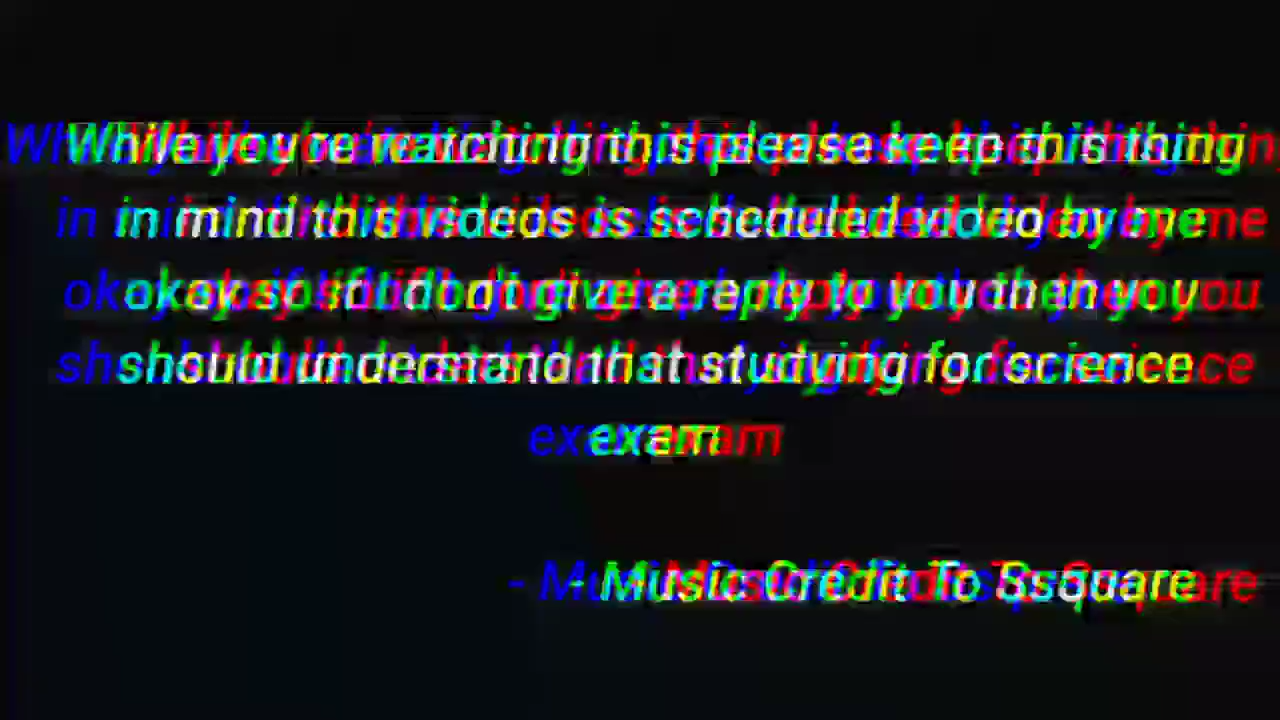 While you're watching this please keep this thing
in mind this videos is scheduled video by me
okay so if i don't give a reply to you then you
should understand that studying for science
exam
- Music Credit To Ssquare